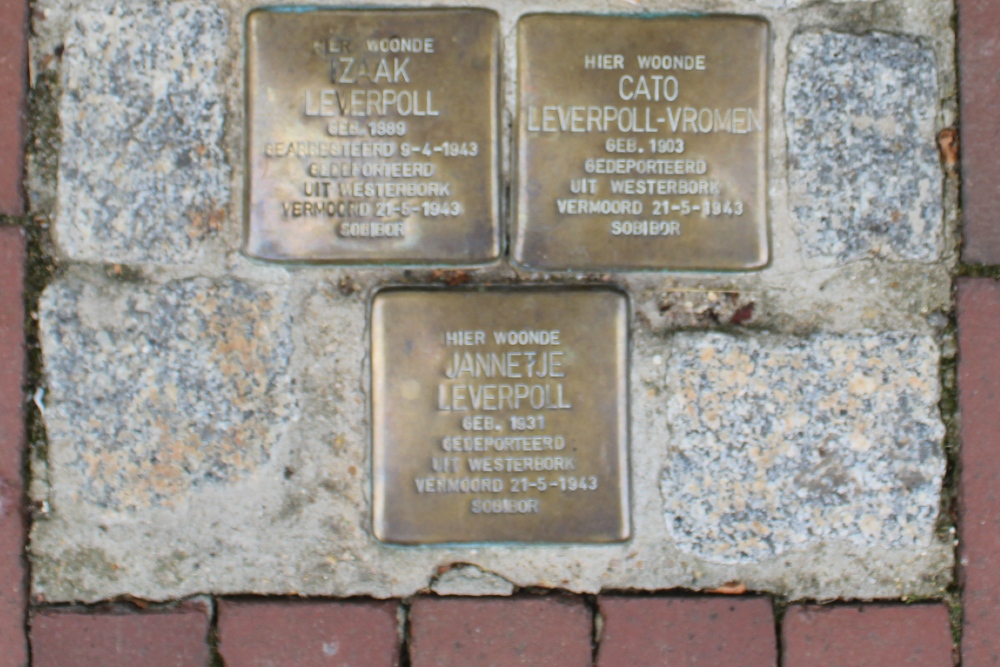 HIER WOONDE
IZAAK
LEVERPOLL
GEB. 1889
GEARRESTEERD 9-4-1943
GEDEPORTEERD
UIT WESTERBORK
VERMOORD 21-5-1943
SOBIBOR
HIER WOONDE
CATO
LEVERPOLL-VROMEN
GEB. 1903
GEDEPORTEERD
UIT WESTERBORK
VERMOORD 21-5-1943
SOBIBOR
HIER WOONDE
JANNETJE
LEVERPOLL
GEB. 1931
GEDEPORTEERD
UIT WESTERBORK
VERMOORD 21-5-1943
SOBIBOR